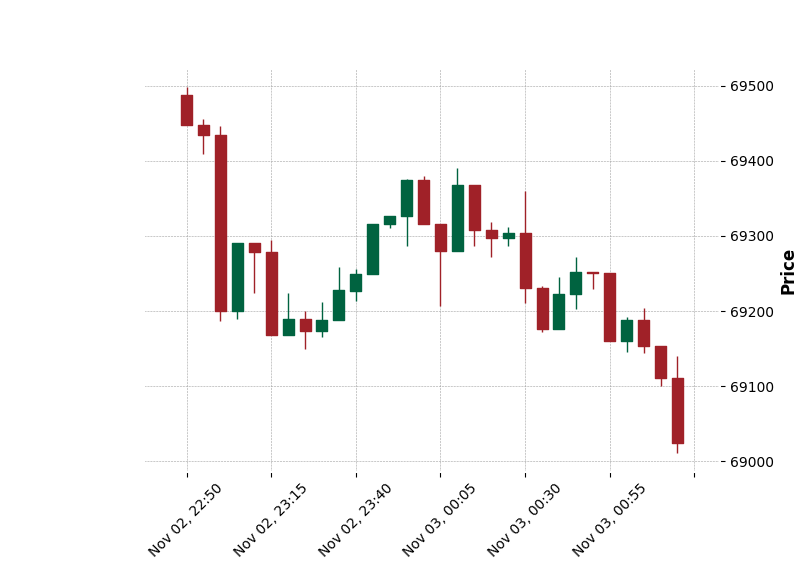 69500
69400
69300
69200
69100
69000
Price
Nov 02, 22:50
Nov 02, 23:15
Nov 02, 23:40
Nov 03, 00:05
Nov 03, 00:30
Nov 03, 00:55